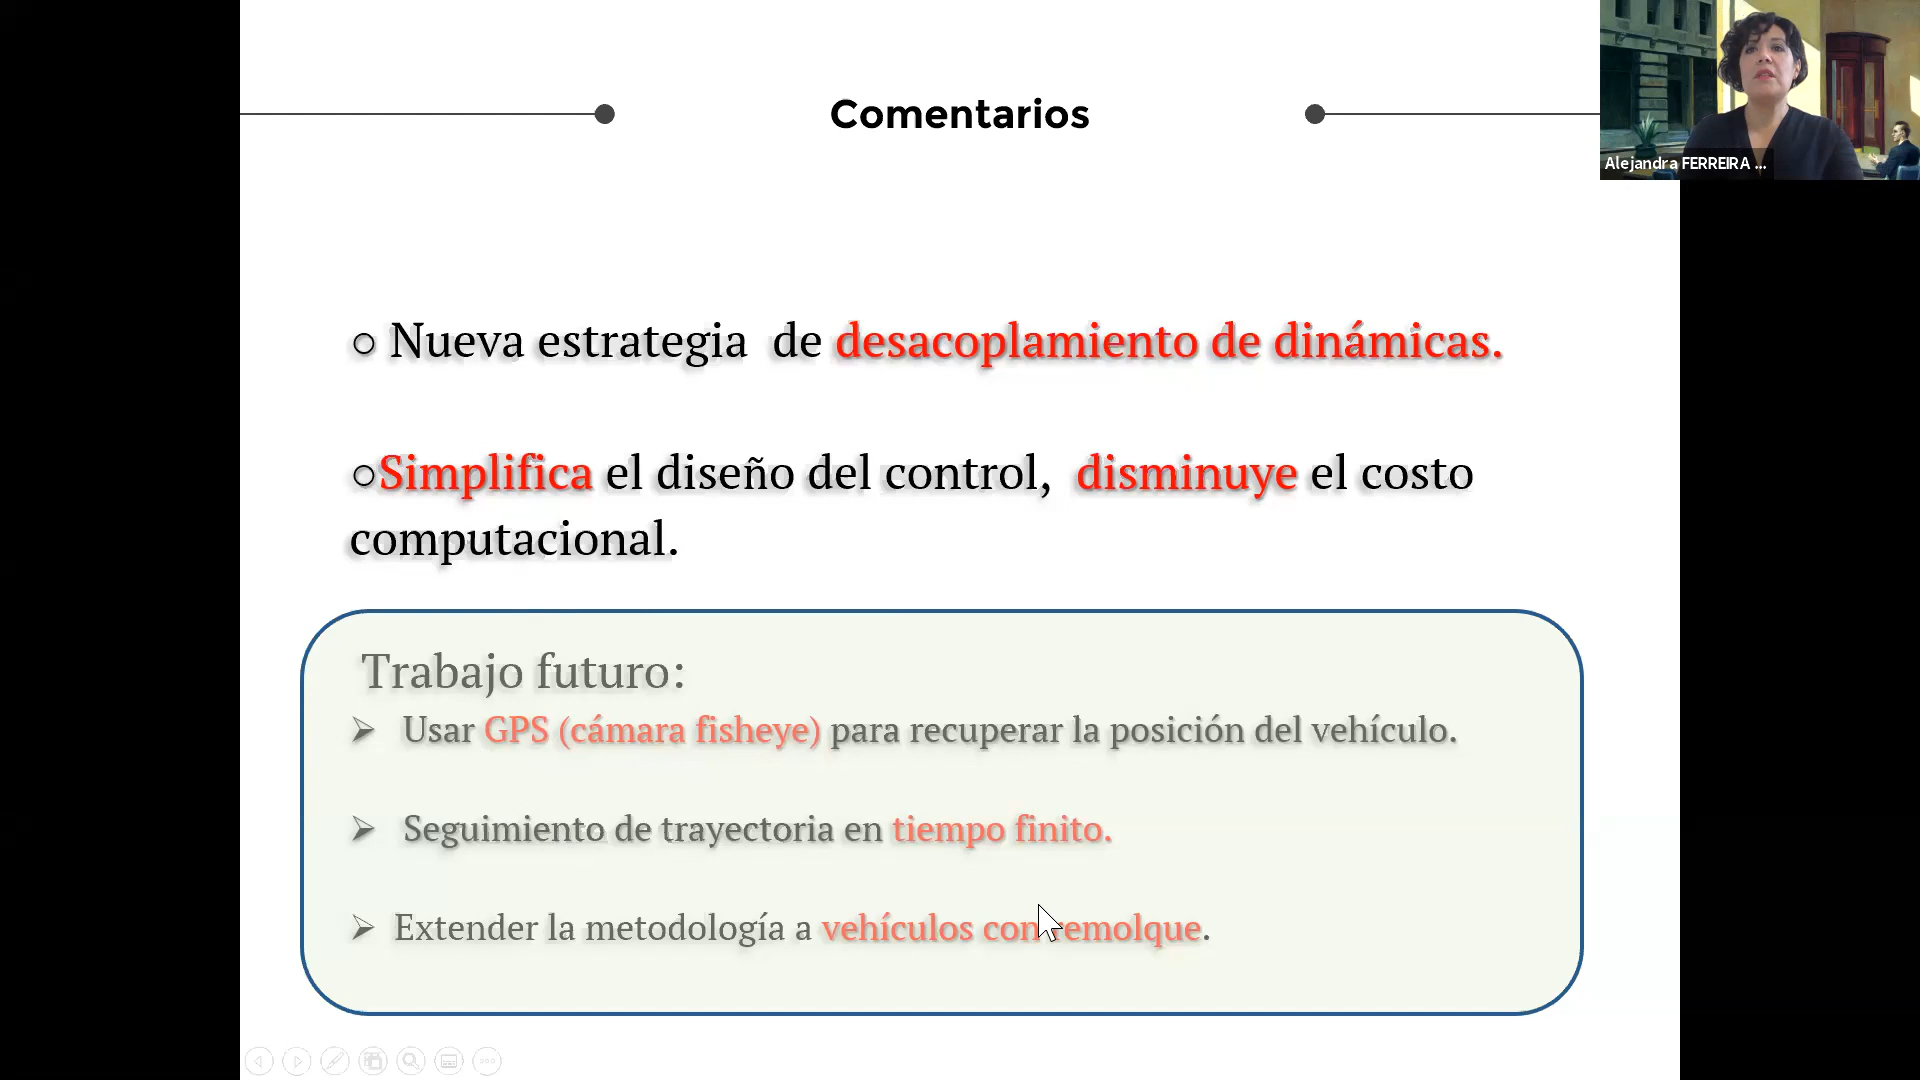 Comentarios
Alejandra FERREIRA ...
○ Nueva estrategia de desacoplamiento de dinámicas.
○Simplifica el diseño del control, disminuye el costo
computacional.
Trabajo futuro:
➢ Usar GPS (cámara fisheye) para recuperar la posición del vehículo.
➢ Seguimiento de trayectoria en tiempo finito.
➢ Extender la metodología a vehículos con remolque.